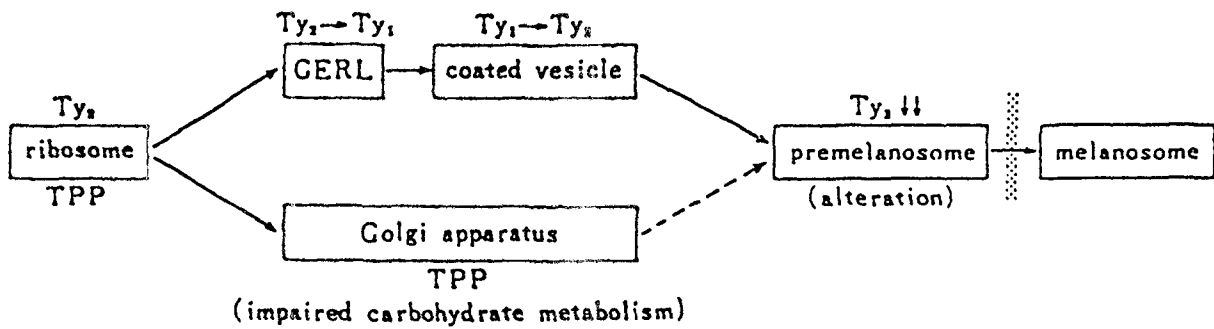 Ty₂→Ty₁
Ty₁→Ty₂
GERL
coated vesicle
Ty₂
ribosome
TPP
Ty₂ ↓↓
premelanosome
(alteration)
melanosome
Golgi apparatus
TPP
(impaired carbohydrate metabolism)